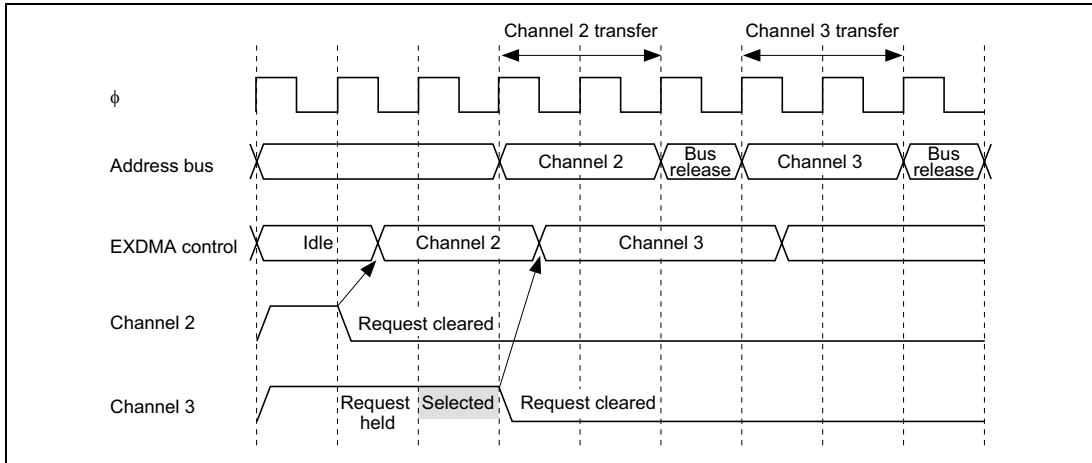 Channel 2 transfer
Channel 3 transfer
ϕ
Address bus
Channel 2
Bus
release
Channel 3
Bus
release
EXDMA control
Idle
Channel 2
Channel 3
Channel 2
Request cleared
Channel 3
Request
held
Selected
Request cleared